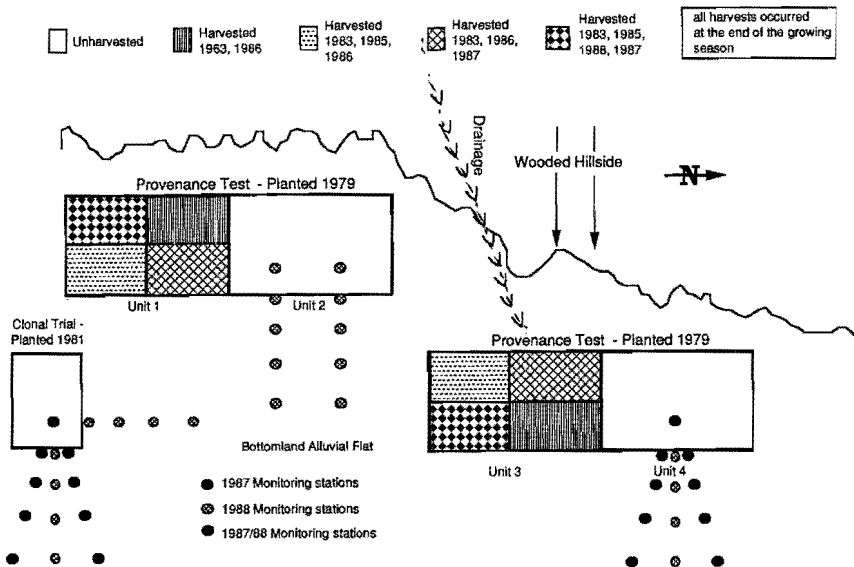 Unharvested
Harvested
1963, 1986
Harvested
1983, 1985,
1986
Harvested
1983, 1986,
1987
Harvested
1983, 1985,
1988, 1987
all harvests occurred
at the end of the growing
season
Drainage
Wooded Hillside
N
Provenance Test - Planted 1979
Unit 1
Unit 2
Clonal Trial -
Planted 1981
Provenance Test - Planted 1979
Bottomland Alluvial Flat
Unit 3
Unit 4
1987 Monitoring stations
1988 Monitoring stations
1987/88 Monitoring stations